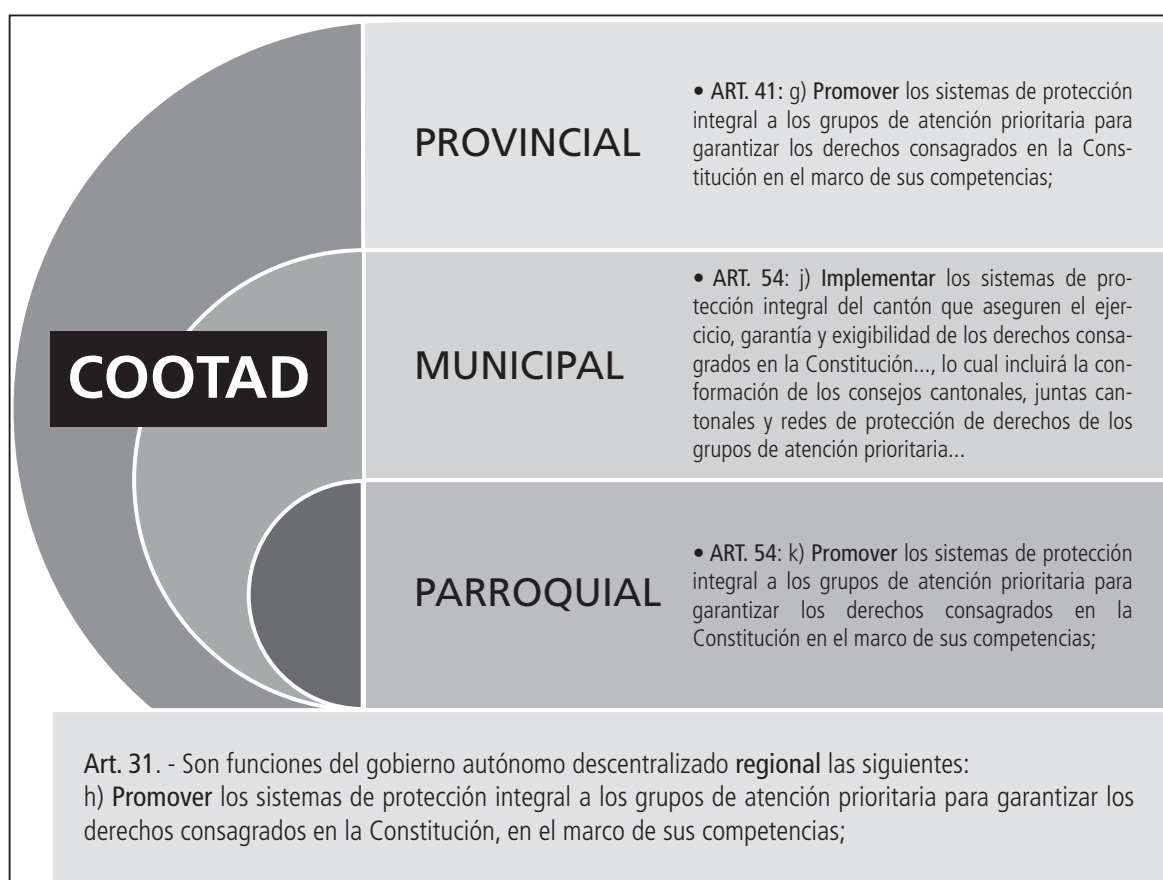 COOTAD
PROVINCIAL
• ART. 41: g) Promover los sistemas de protección
integral a los grupos de atención prioritaria para
garantizar los derechos consagrados en la Cons-
titución en el marco de sus competencias;
MUNICIPAL
• ART. 54: j) Implementar los sistemas de pro-
tección integral del cantón que aseguren el ejer-
cicio, garantía y exigibilidad de los derechos consa-
grados en la Constitución..., lo cual incluirá la con-
formación de los consejos cantonales, juntas can-
tonales y redes de protección de derechos de los
grupos de atención prioritaria...
PARROQUIAL
• ART. 54: k) Promover los sistemas de protección
integral a los grupos de atención prioritaria para
garantizar los derechos consagrados en la
Constitución en el marco de sus competencias;
Art. 31. - Son funciones del gobierno autónomo descentralizado regional las siguientes:
h) Promover los sistemas de protección integral a los grupos de atención prioritaria para garantizar los
derechos consagrados en la Constitución, en el marco de sus competencias;